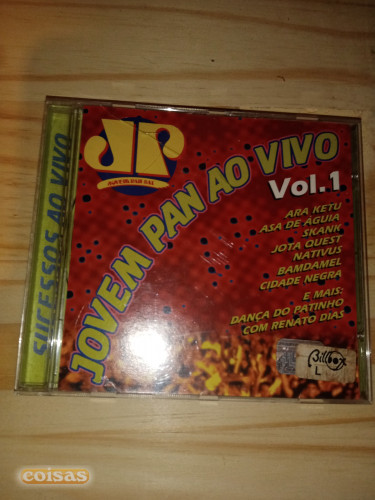 SUCESSOS AO VIVO
JP
JOVEM PAN AO VIVO
Vol.1
ARA KETU
ASA DE ÁGUIA
SKANK
JOTA QUEST
NATIVUS
BAMDAMEL
CIDADE NEGRA
E MAIS:
DANÇA DO PATINHO
COM RENATO DIAS
Billbox
L
coisas